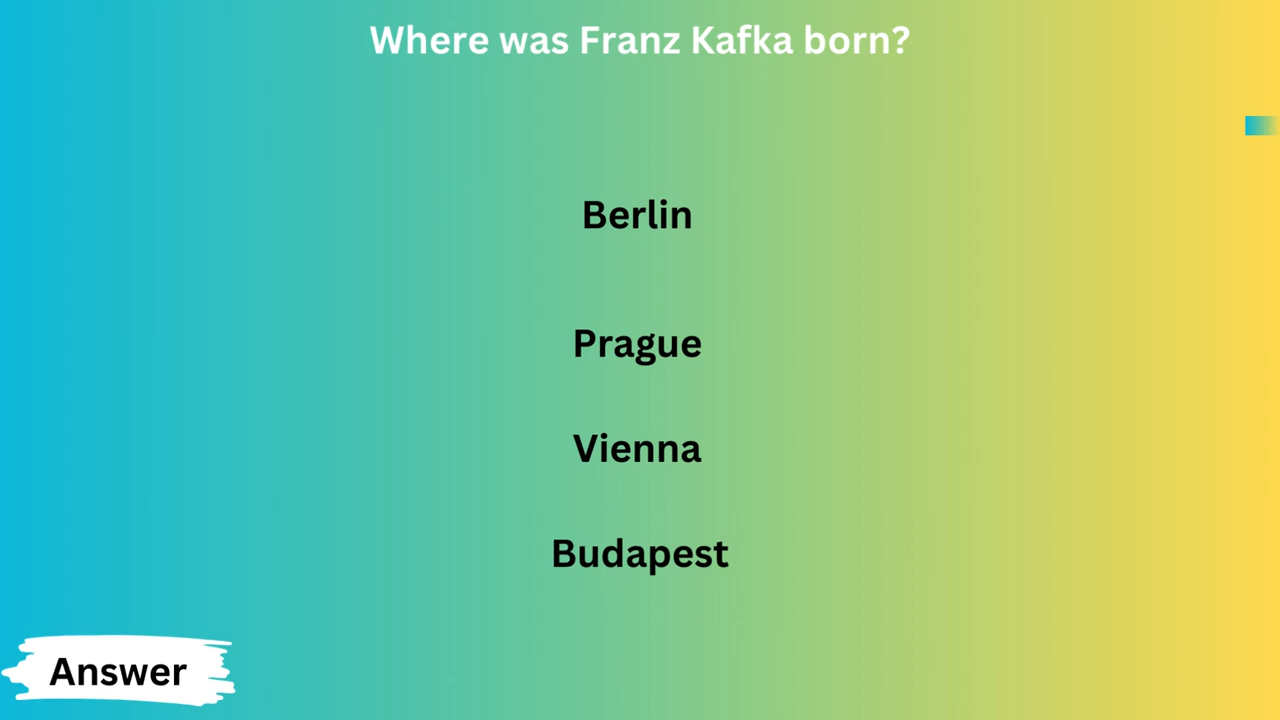 Where was Franz Kafka born?
Berlin
Prague
Vienna
Budapest
Answer